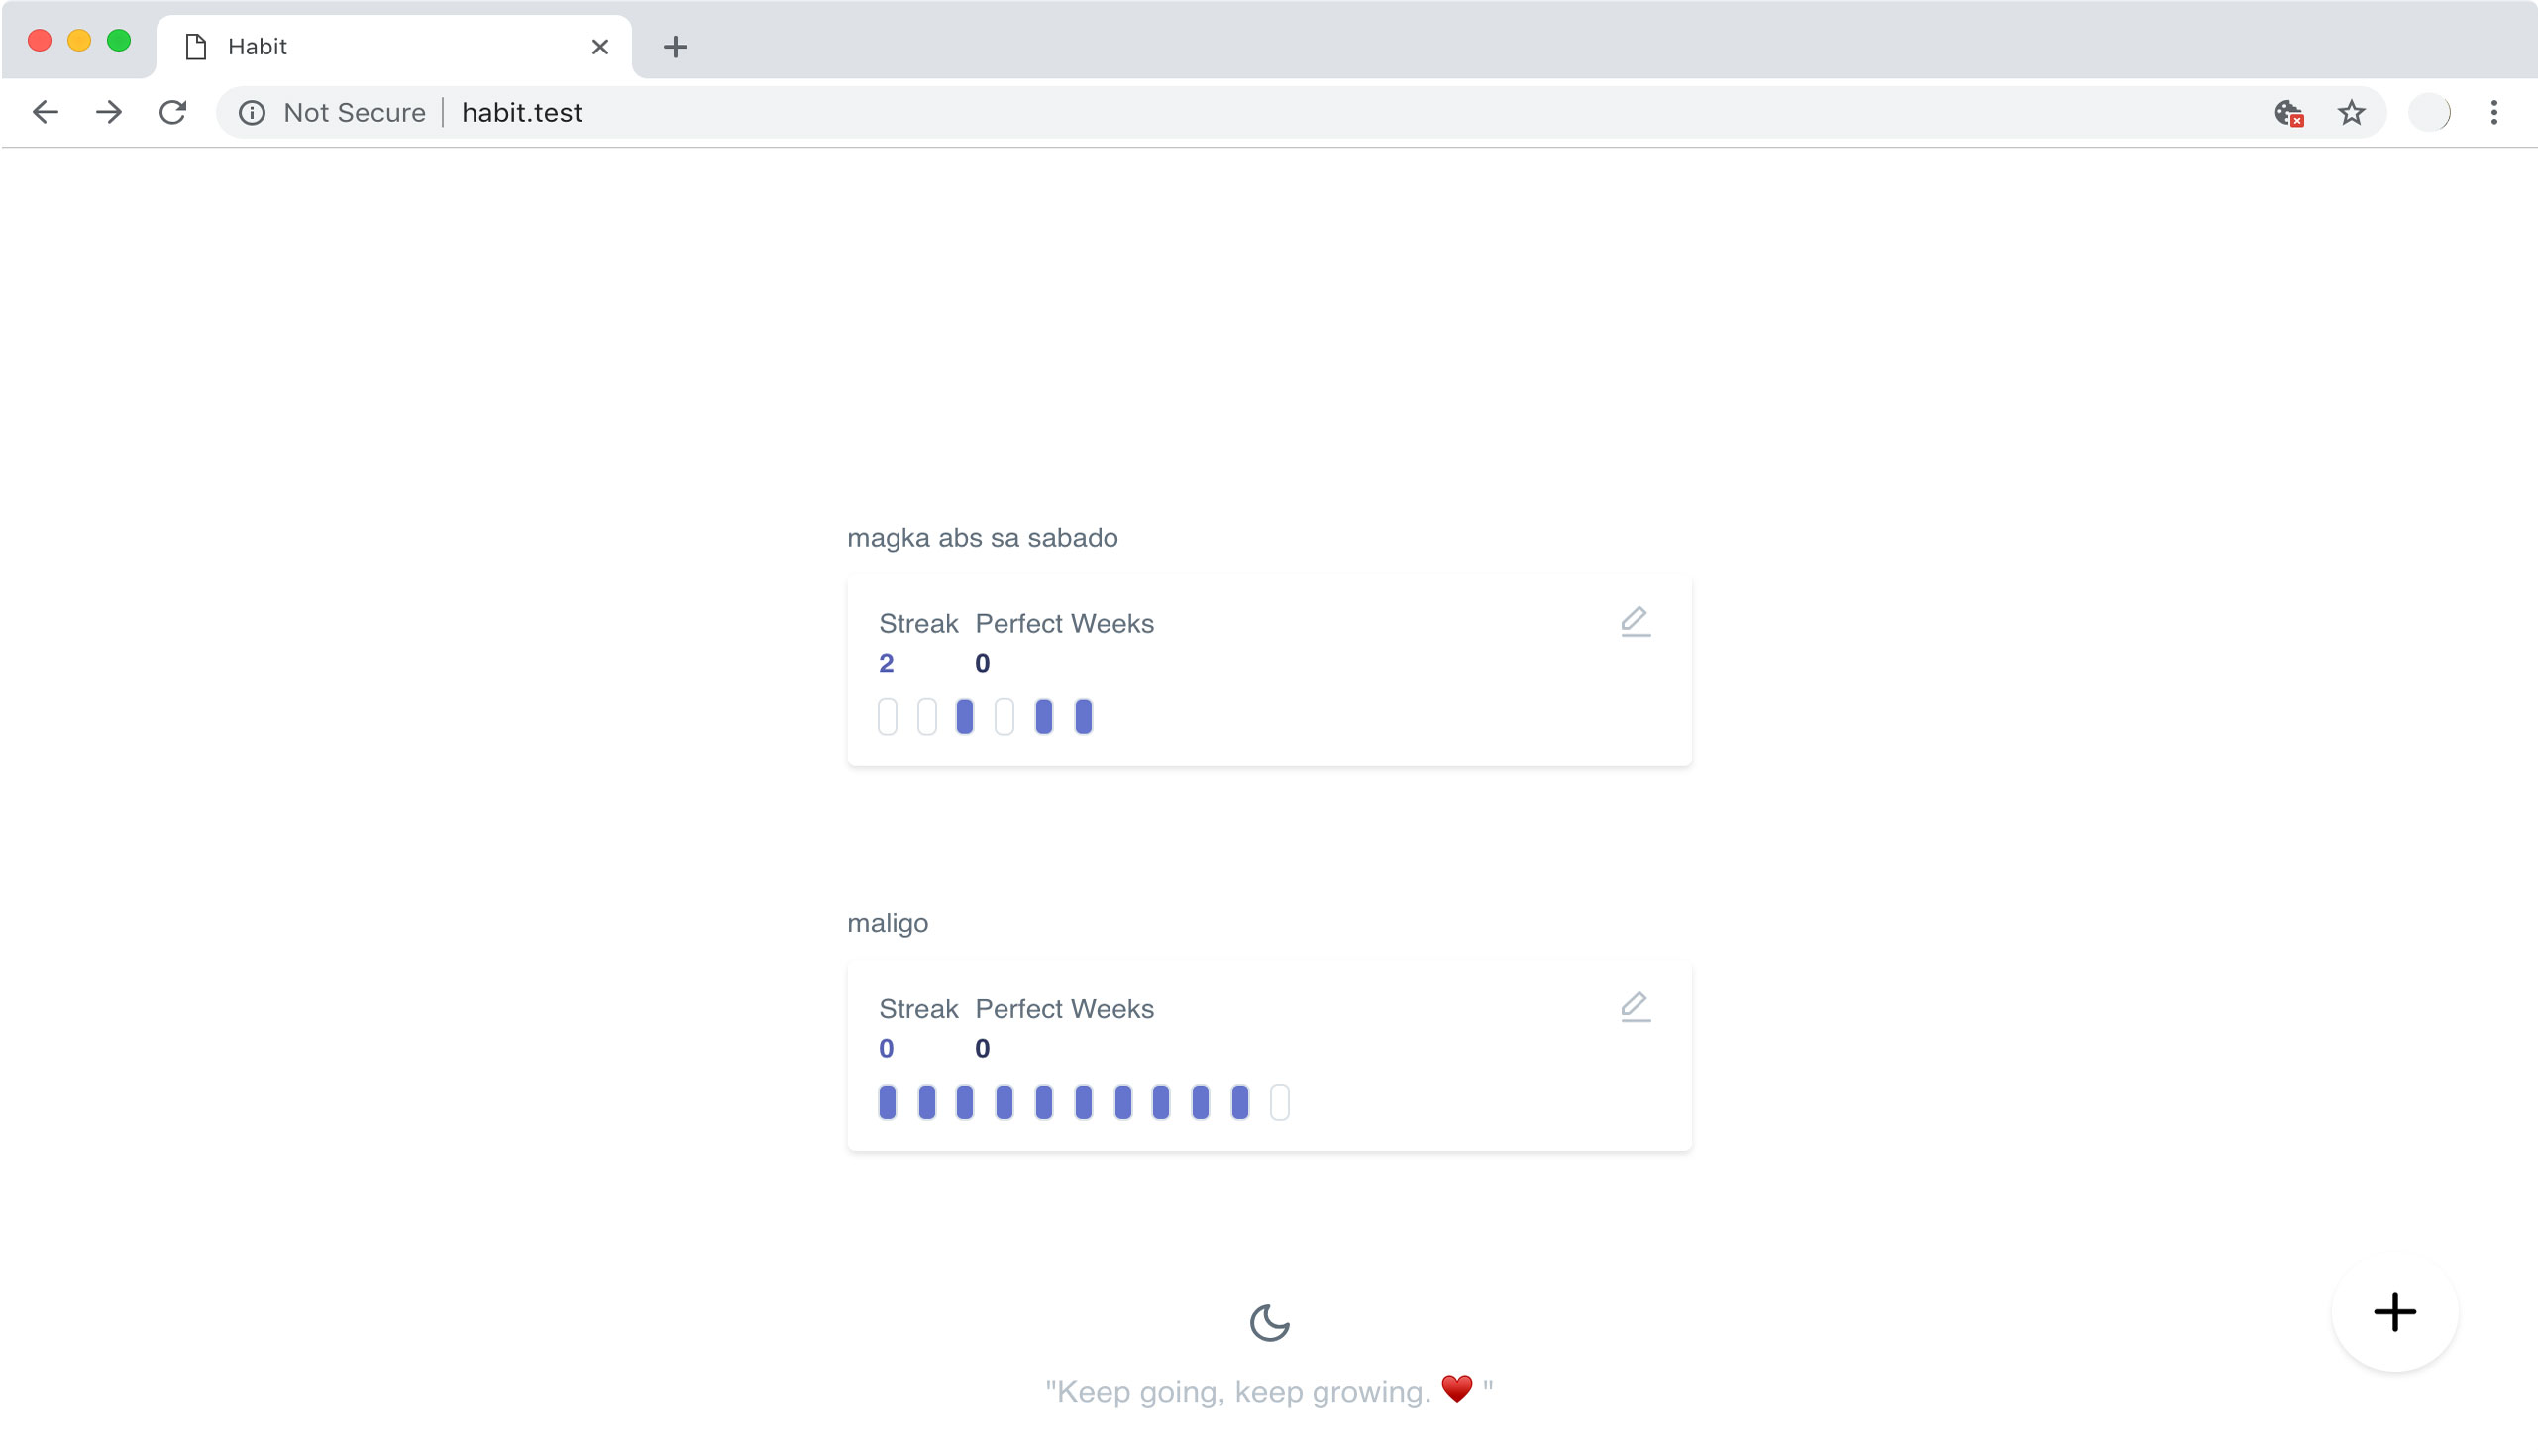 Habit
Not Secure habit.test
magka abs sa sabado
Streak Perfect Weeks
2 0
maligo
Streak Perfect Weeks
0 0
"Keep going, keep growing. ❤️ "